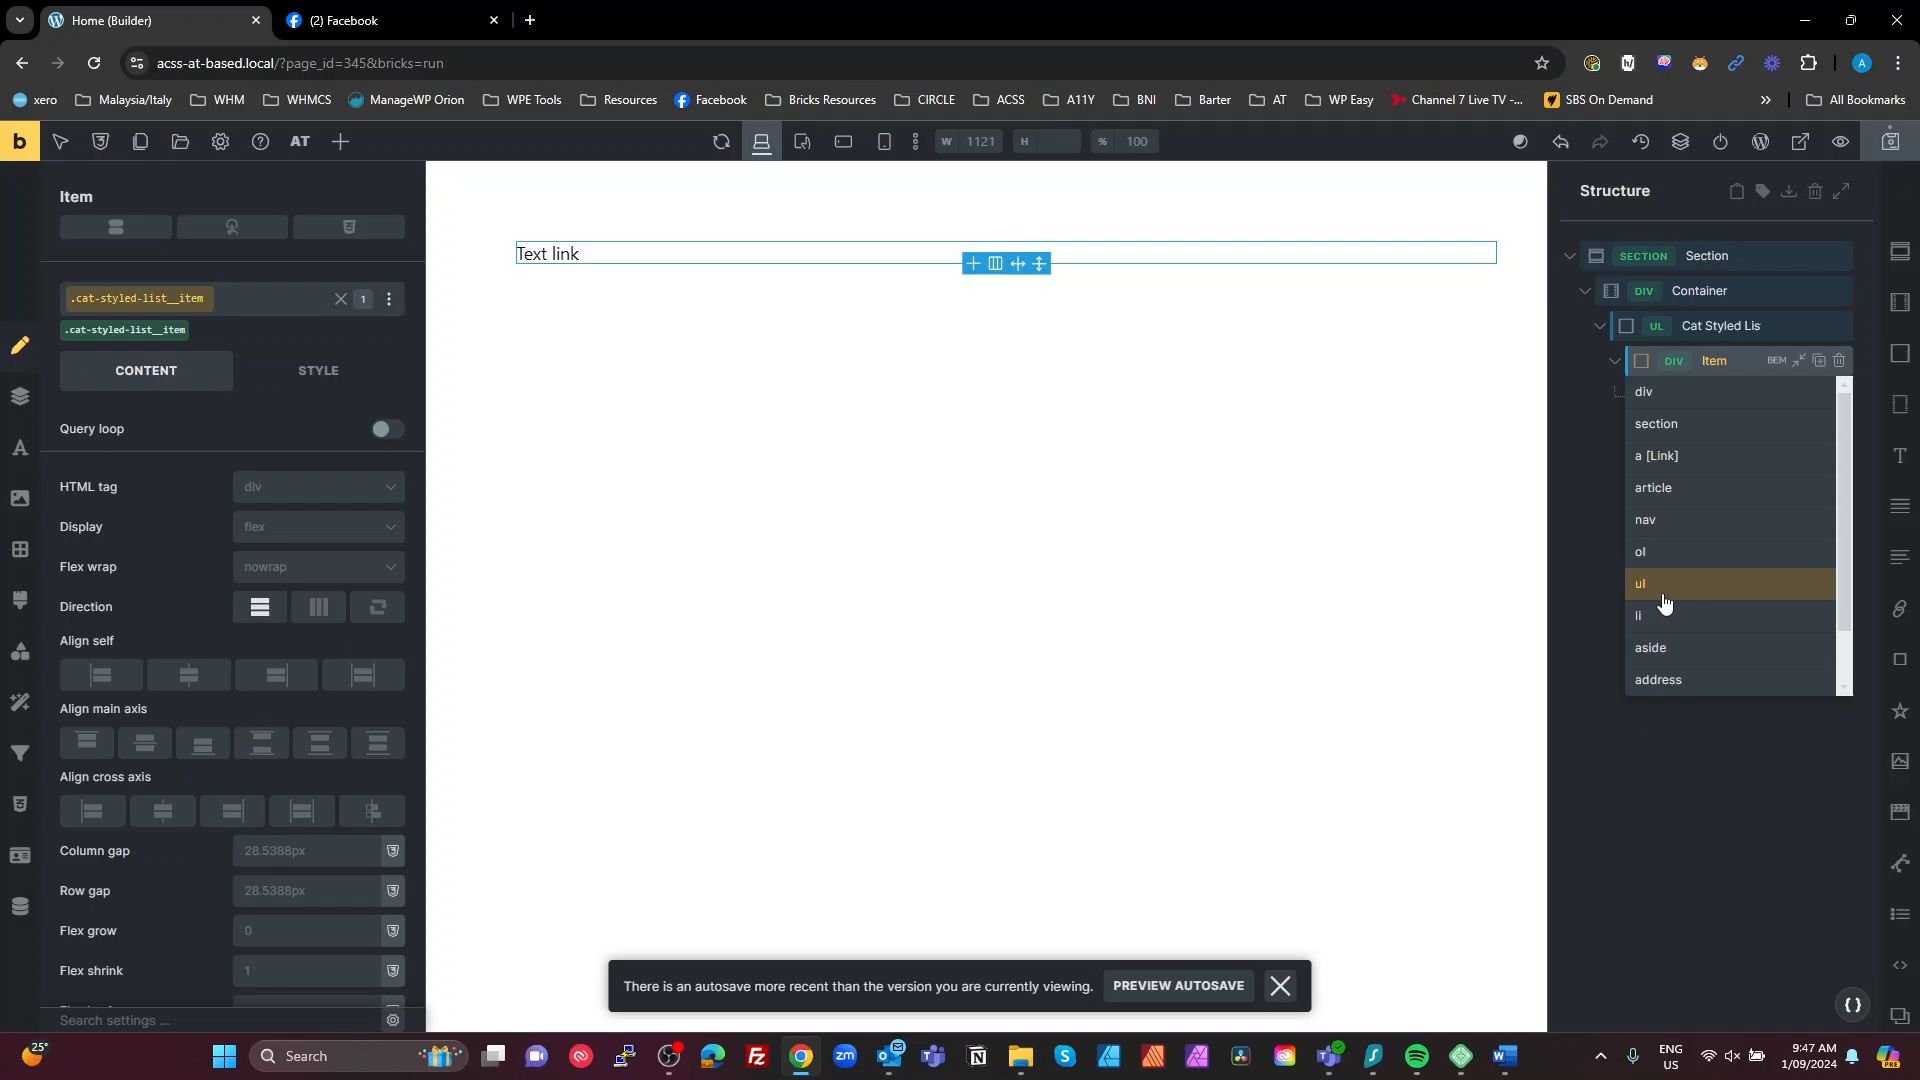 Home (Builder)
(2) Facebook
acss-at-based.local/?page_id=345&bricks=run
A
xero
Malaysia/Italy
WHM
WHMCS
ManageWP Orion
WPE Tools
Resources
Facebook
Bricks Resources
CIRCLE
ACSS
A11Y
BNI
Barter
AT
WP Easy
Channel 7 Live TV -...
SBS On Demand
»
All Bookmarks
b
AT
W 1121
H
% 100
Item
.cat-styled-list__item
1
.cat-styled-list__item
CONTENT
STYLE
Query loop
HTML tag
div
Display
flex
Flex wrap
nowrap
Direction
Align self
Align main axis
Align cross axis
Column gap
28.5388px
Row gap
28.5388px
Flex grow
0
Flex shrink
1
Search settings ...
Text link
There is an autosave more recent than the version you are currently viewing.
PREVIEW AUTOSAVE
Structure
SECTION Section
DIV Container
UL Cat Styled Lis
DIV Item BEM
div
section
a [Link]
article
nav
ol
ul
li
aside
address
25°
Search
ENG
US
9:47 AM
1/09/2024